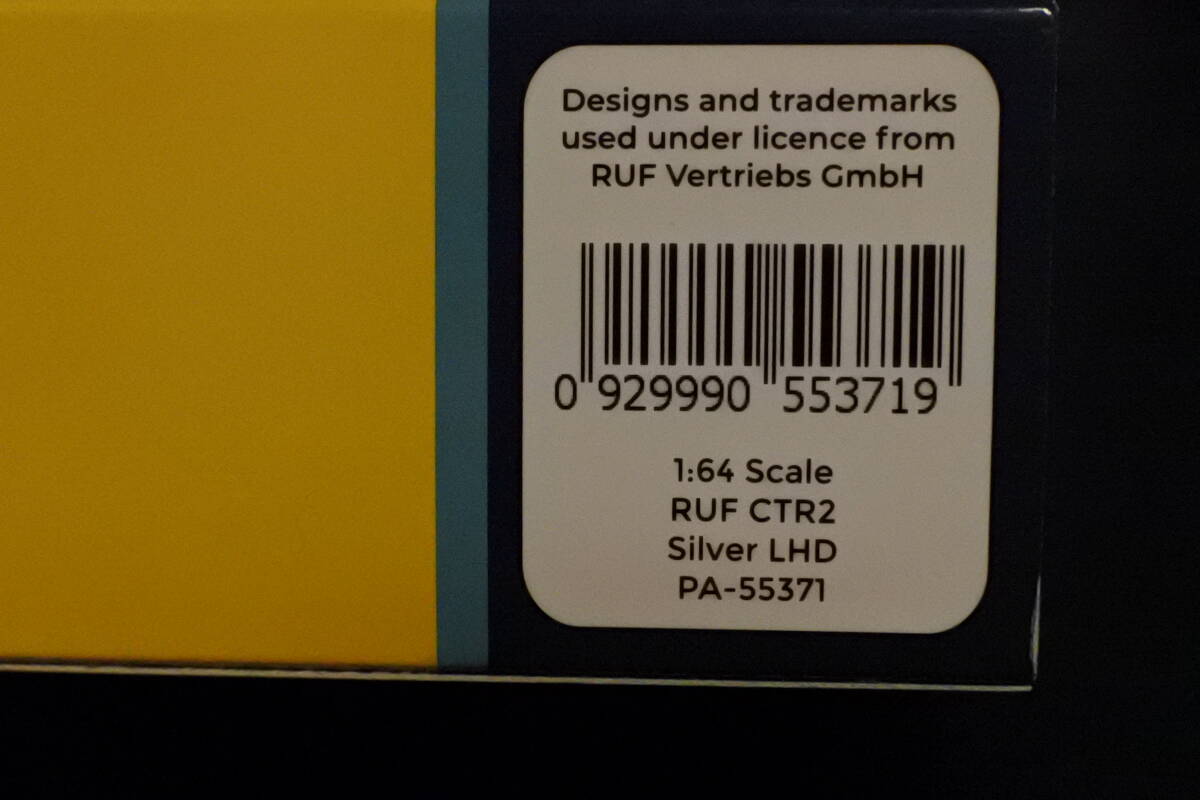 Designs and trademarks
used under licence from
RUF Vertriebs GmbH
0 929990 553719
1:64 Scale
RUF CTR2
Silver LHD
PA-55371